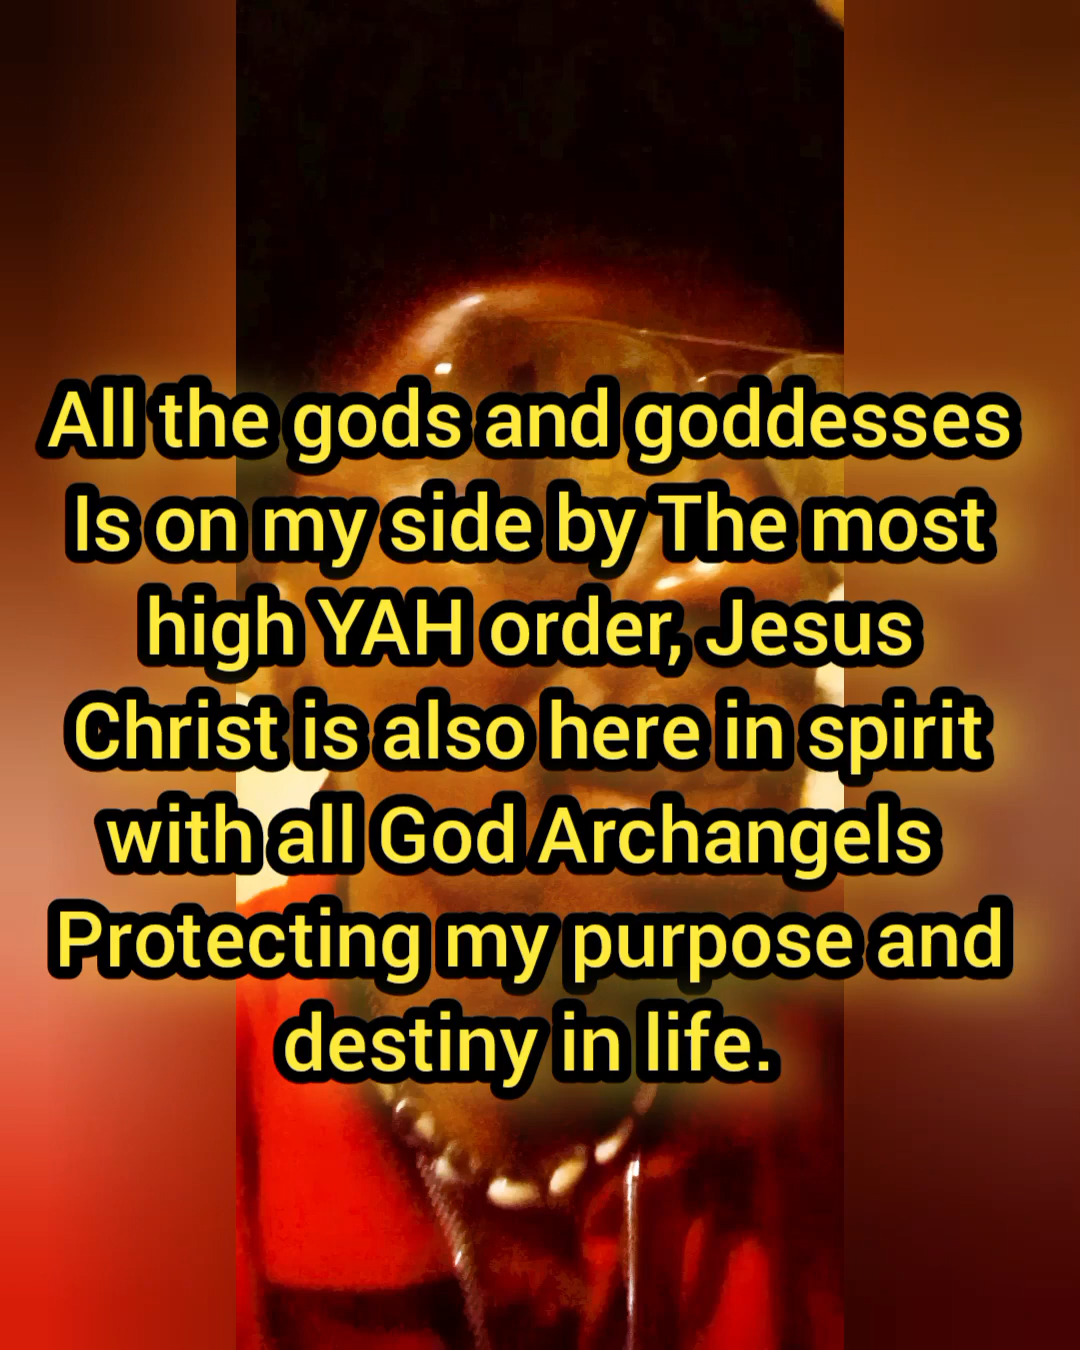 All the gods and goddesses
Is on my side by The most
high YAH order, Jesus
Christ is also here in spirit
with all God Archangels
Protecting my purpose and
destiny in life.